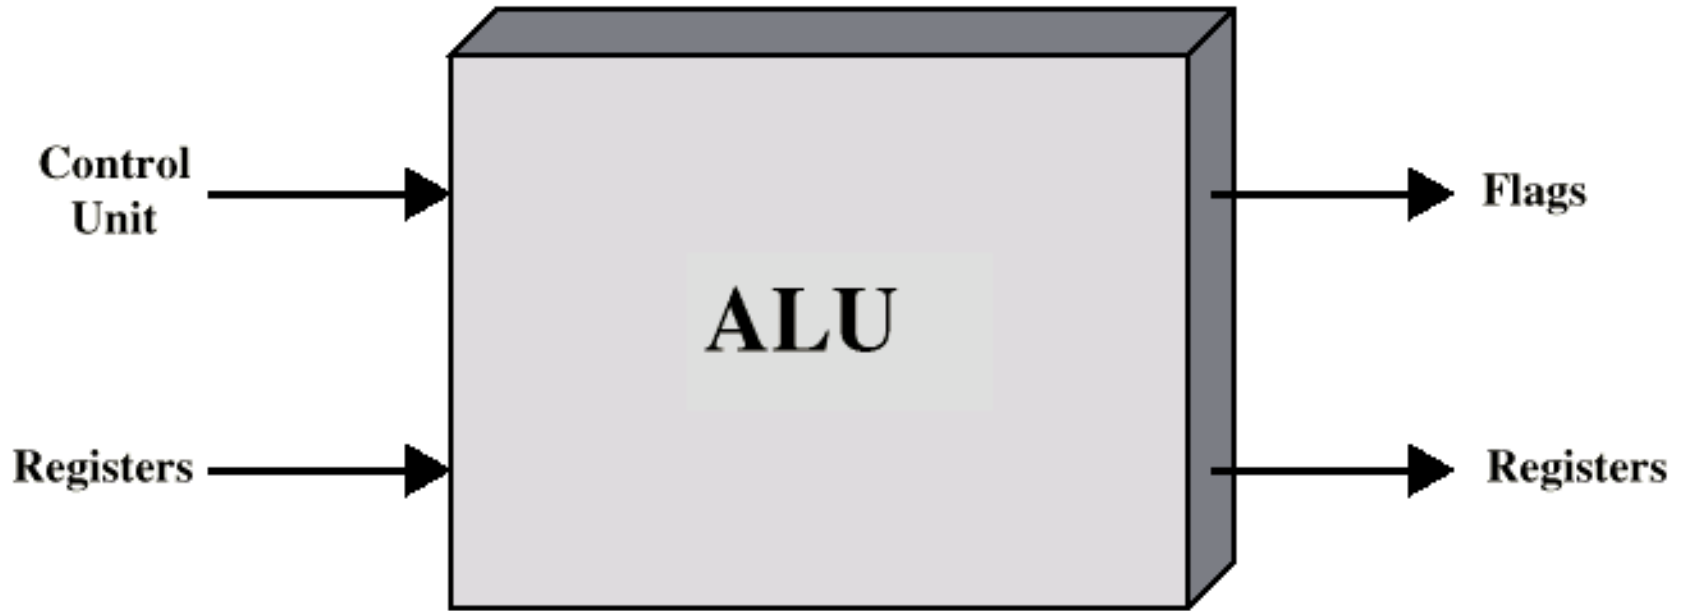 Control
Unit
Flags
ALU
Registers
Registers